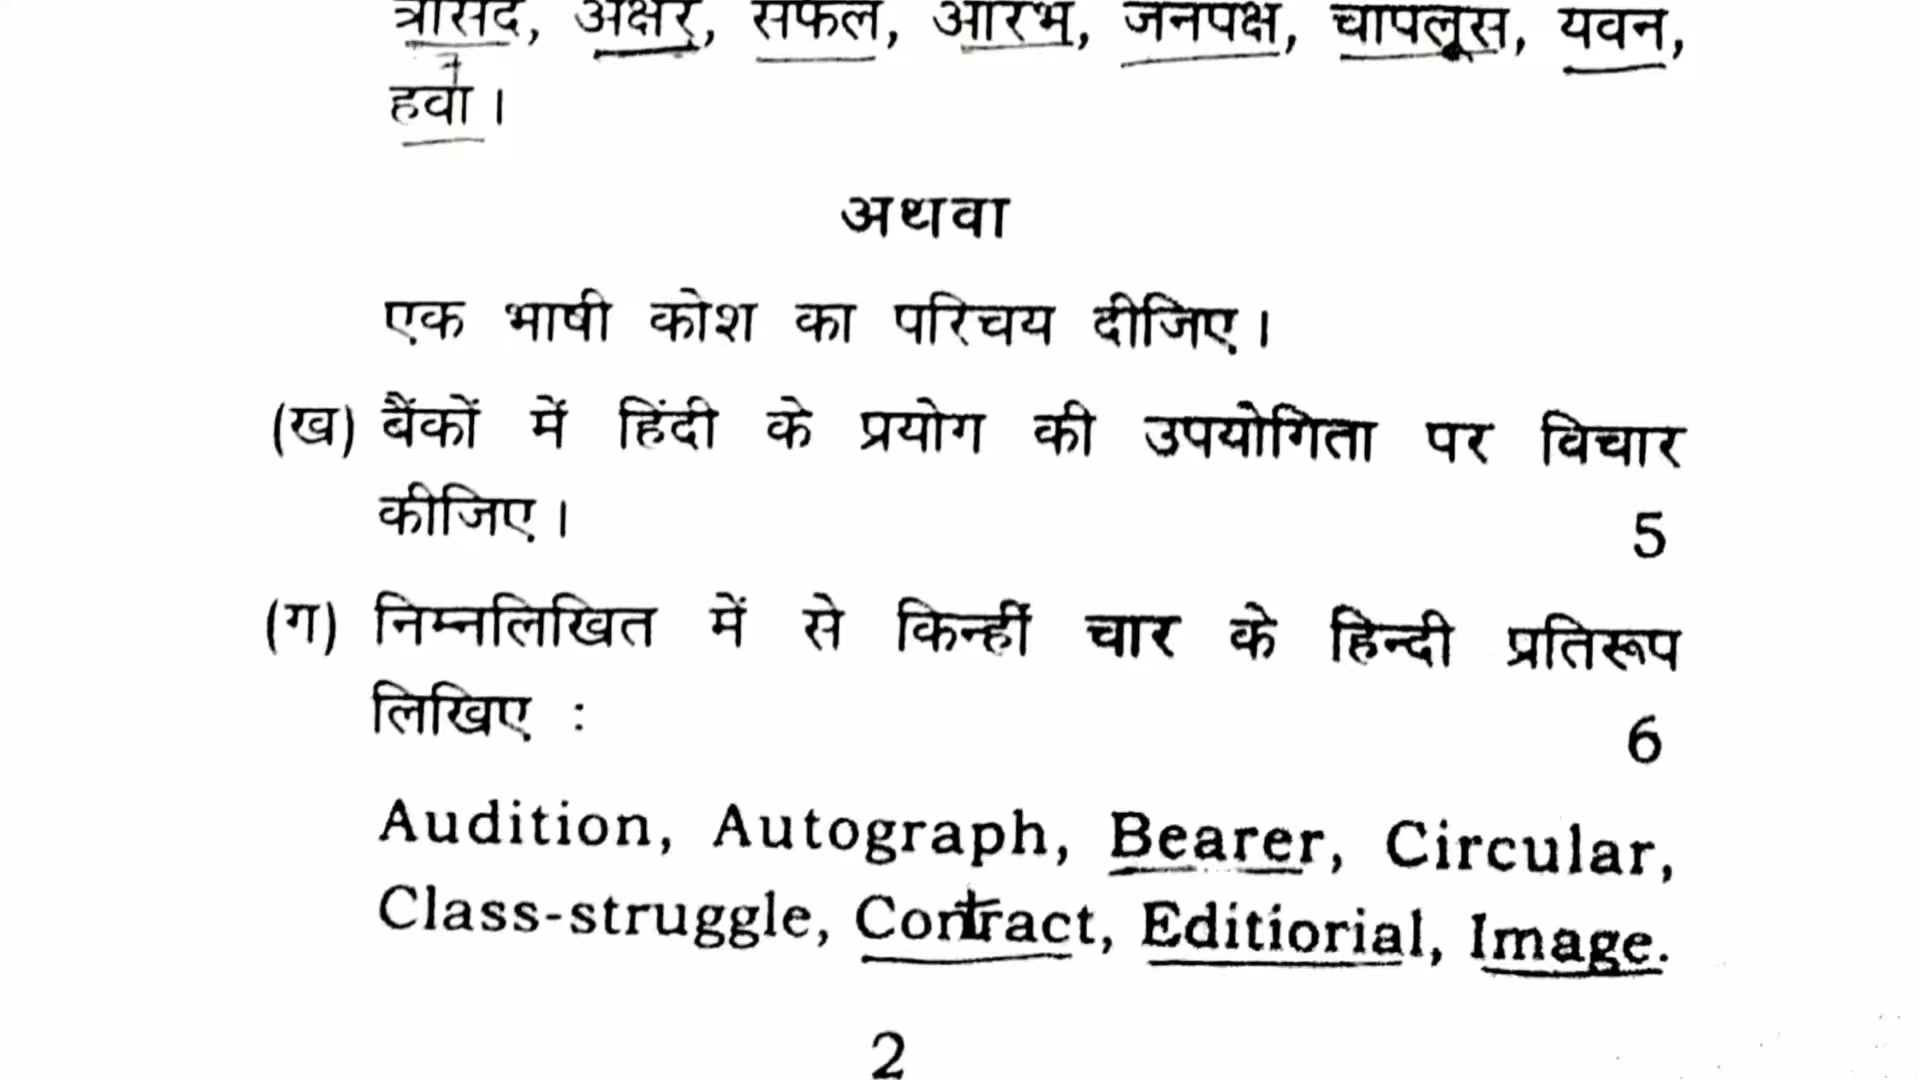 त्रासद, अक्षर, सफल, आरंभ, जनपक्ष, चापलूस, यवन,
हवा।
अथवा
एक भाषी कोश का परिचय दीजिए।
(ख) बैंकों में हिंदी के प्रयोग की उपयोगिता पर विचार
कीजिए। 5
(ग) निम्नलिखित में से किन्हीं चार के हिन्दी प्रतिरूप
लिखिए : 6
Audition, Autograph, Bearer, Circular,
Class-struggle, Contract, Editiorial, Image.
2